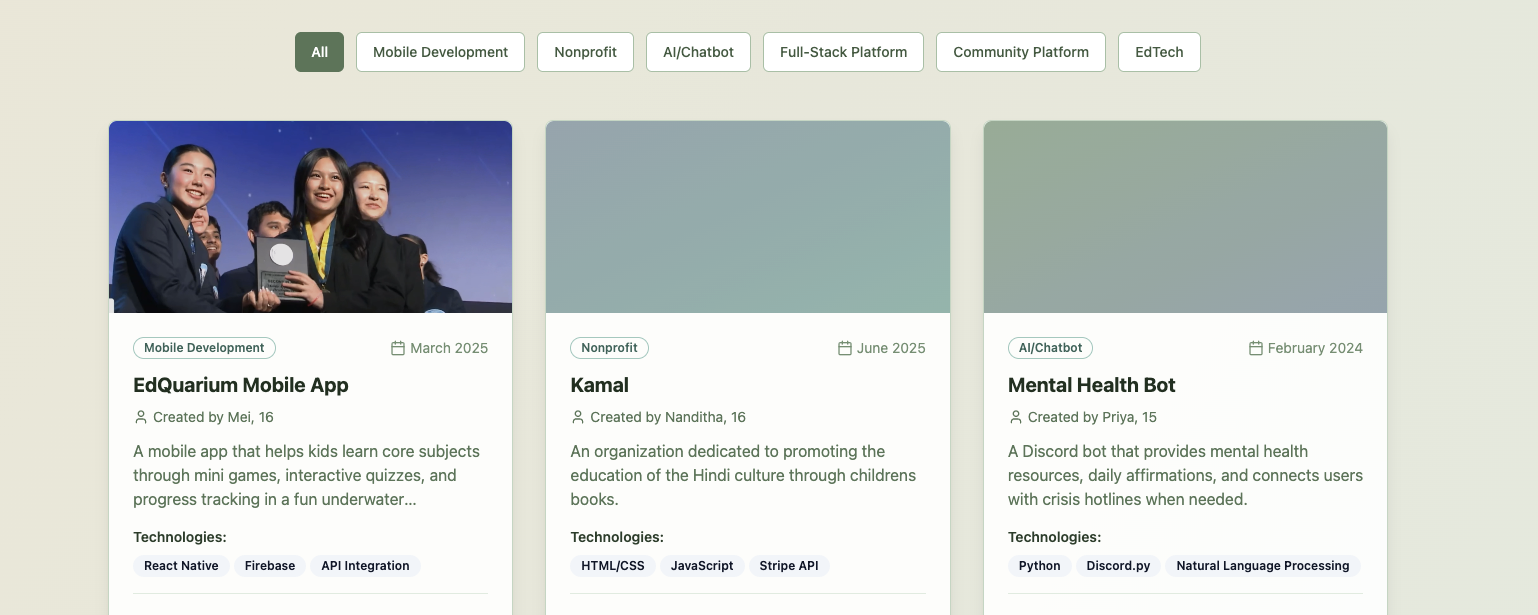 All
Mobile Development
Nonprofit
AI/Chatbot
Full-Stack Platform
Community Platform
EdTech
Mobile Development
March 2025
EdQuarium Mobile App
Created by Mei, 16
A mobile app that helps kids learn core subjects
through mini games, interactive quizzes, and
progress tracking in a fun underwater...
Technologies:
React Native
Firebase
API Integration
Nonprofit
June 2025
Kamal
Created by Nanditha, 16
An organization dedicated to promoting the
education of the Hindi culture through childrens
books.
Technologies:
HTML/CSS
JavaScript
Stripe API
AI/Chatbot
February 2024
Mental Health Bot
Created by Priya, 15
A Discord bot that provides mental health
resources, daily affirmations, and connects users
with crisis hotlines when needed.
Technologies:
Python
Discord.py
Natural Language Processing